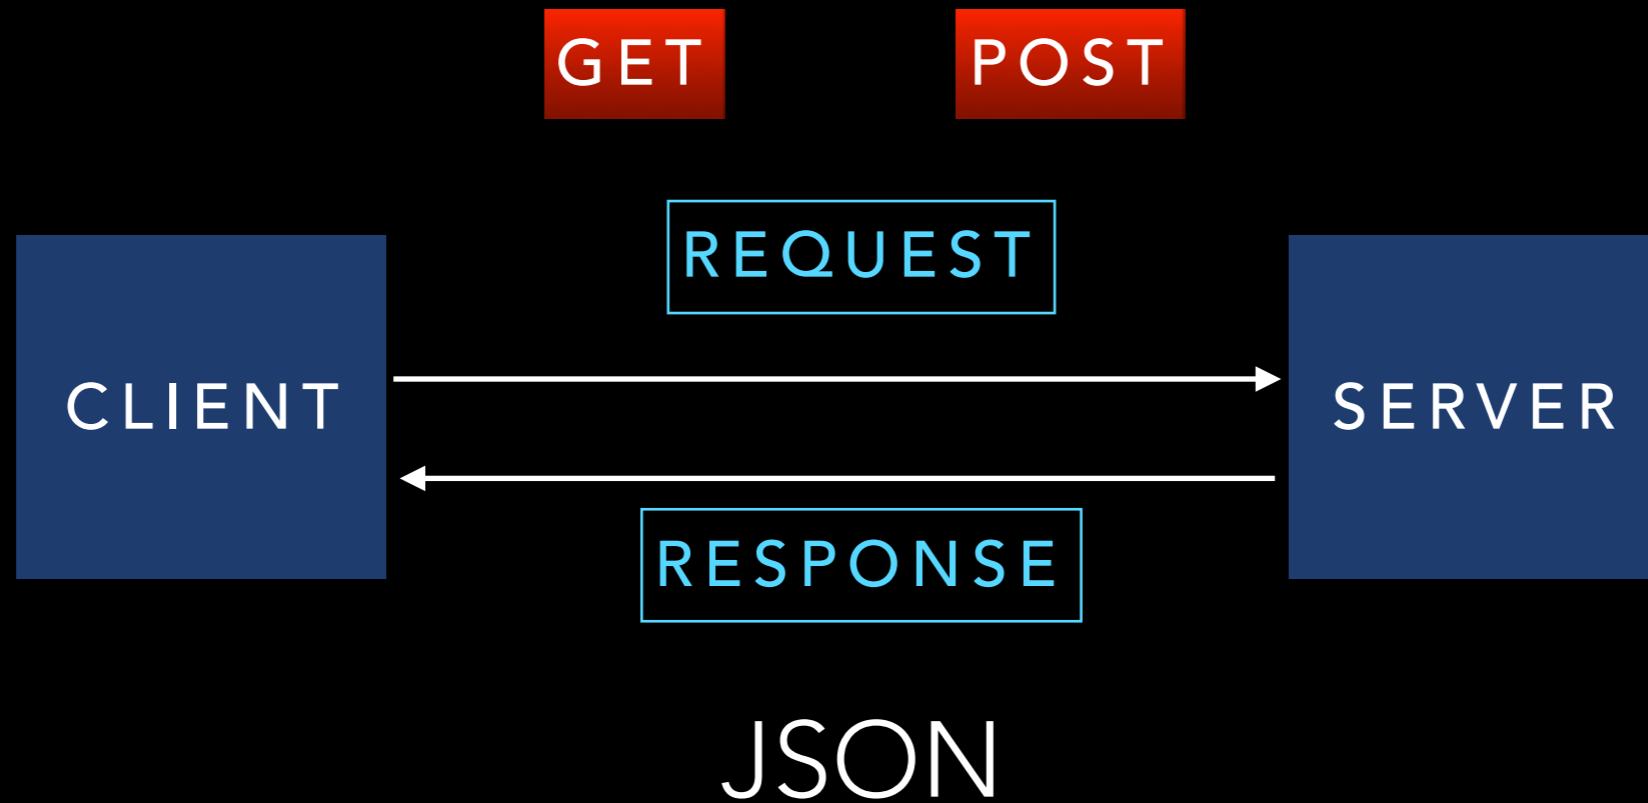 GET POST
REQUEST
CLIENT SERVER
RESPONSE
JSON